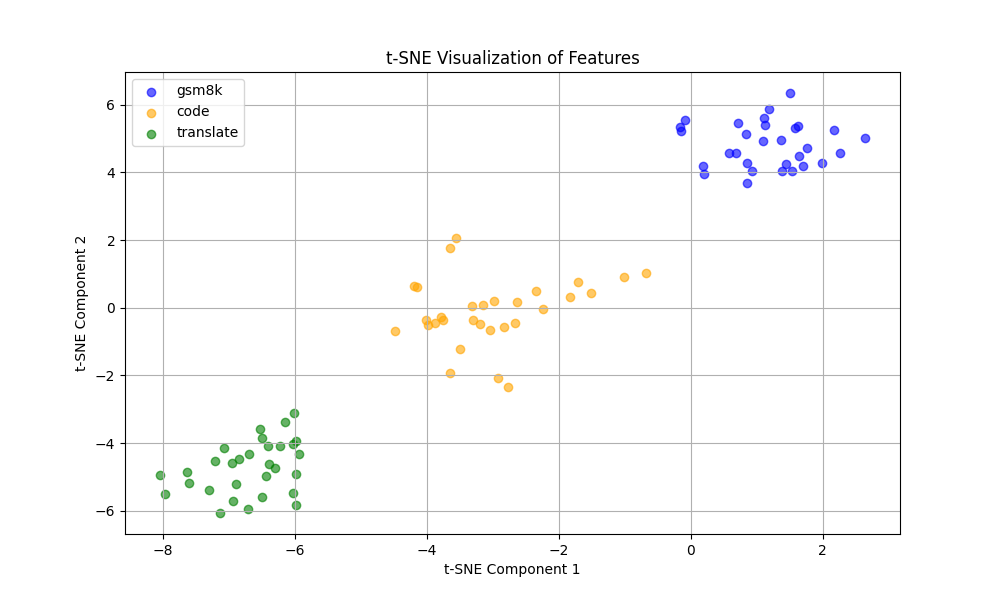 t-SNE Visualization of Features
gsm8k
code
translate
t-SNE Component 2
6
4
2
0
−2
−4
−6
−8
−6
−4
−2
0
2
t-SNE Component 1